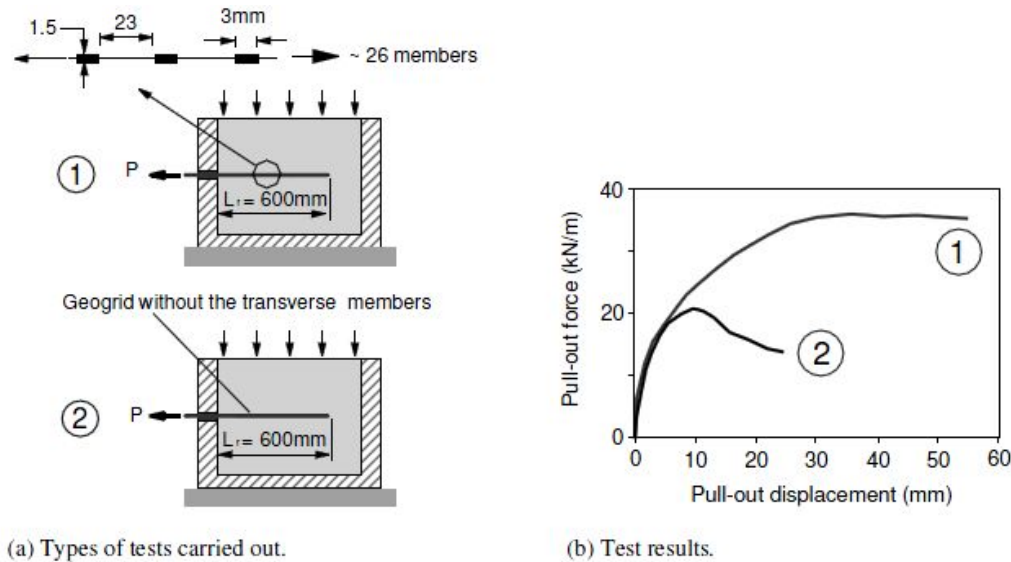 1.5
23
3mm
~ 26 members
1
P
Lr = 600mm
Geogrid without the transverse members
2
P
Lr = 600mm
(a) Types of tests carried out.
Pull-out force (kN/m)
40
20
0
1
2
0 10 20 30 40 50 60
Pull-out displacement (mm)
(b) Test results.